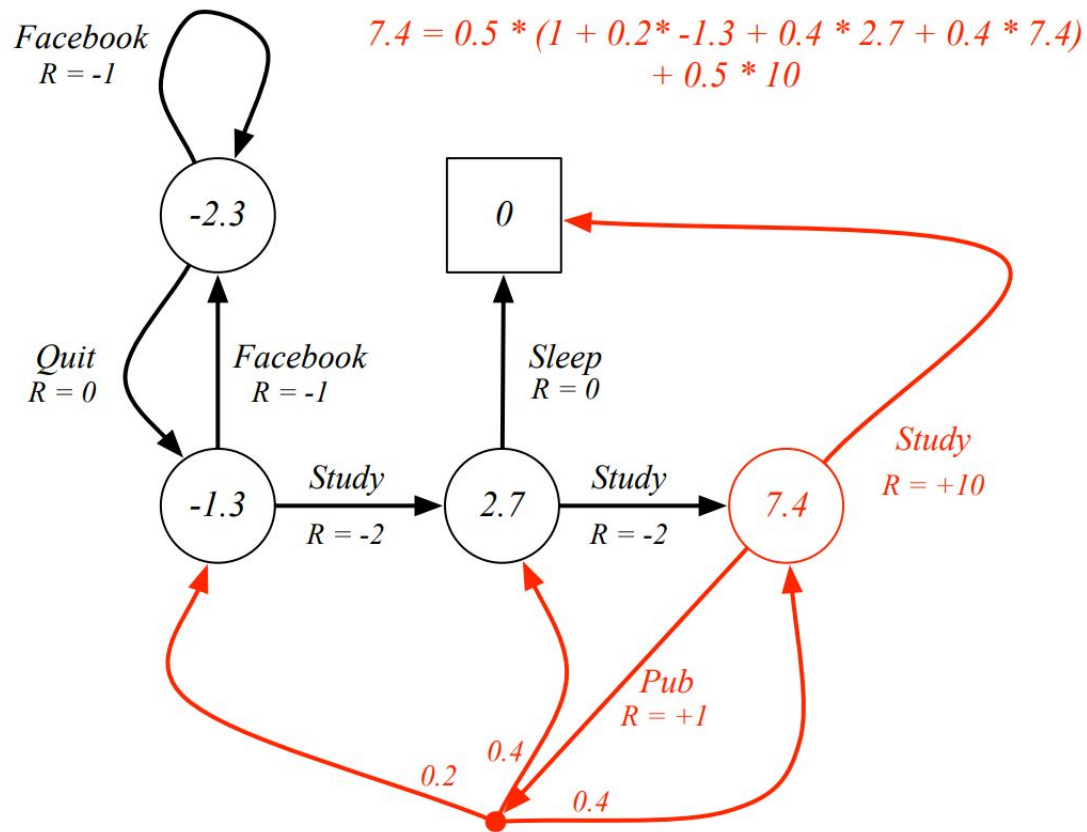 Facebook
R = -1
7.4 = 0.5 * (1 + 0.2* -1.3 + 0.4 * 2.7 + 0.4 * 7.4)
+ 0.5 * 10
-2.3
0
Quit
R = 0
Facebook
R = -1
Sleep
R = 0
-1.3
Study
R = -2
2.7
Study
R = -2
7.4
Study
R = +10
Pub
R = +1
0.2
0.4
0.4